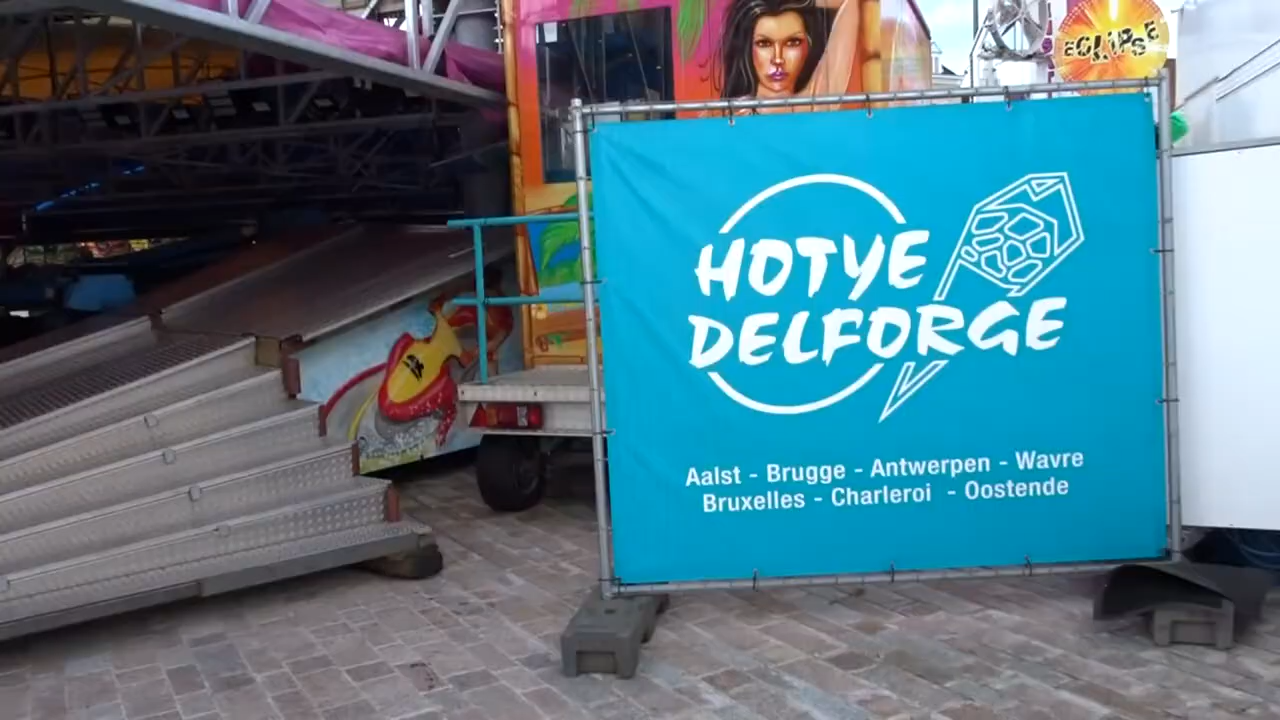 ECLIPSE
HOTYE
DELFORGE
Aalst - Brugge - Antwerpen - Wavre
Bruxelles - Charleroi - Oostende